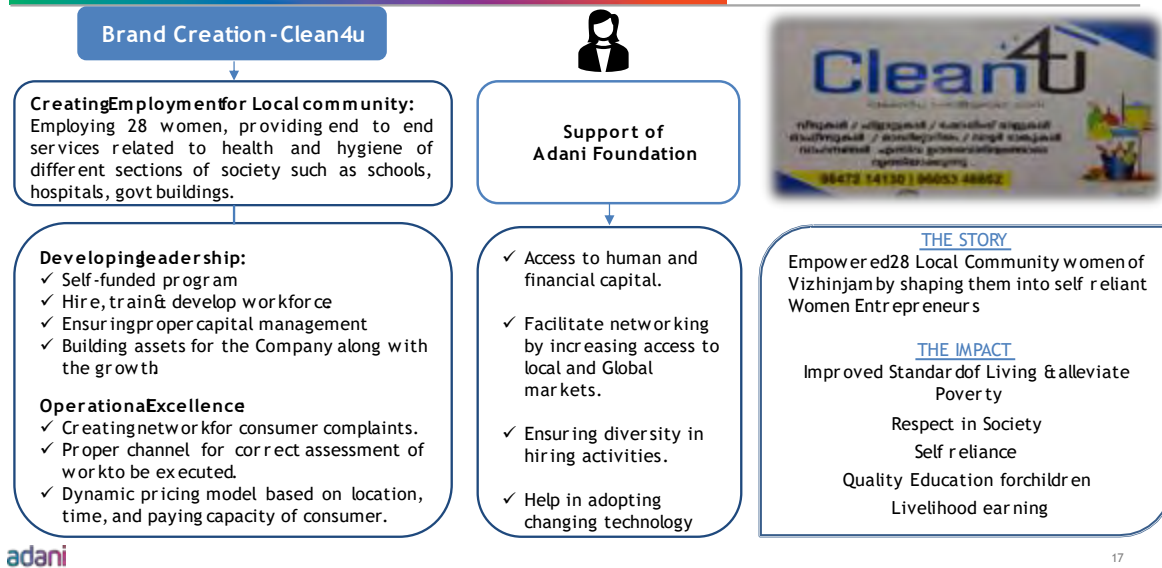 Brand Creation - Clean4u
Creating Employment for Local community:
Employing 28 women, providing end to end
services related to health and hygiene of
different sections of society such as schools,
hospitals, govt buildings.
Developing leadership:
✓ Self-funded program
✓ Hire, train & develop workforce
✓ Ensuring proper capital management
✓ Building assets for the Company along with
the growth.
Operational Excellence
✓ Creating network for consumer complaints.
✓ Proper channel for correct assessment of
work to be executed.
✓ Dynamic pricing model based on location,
time, and paying capacity of consumer.
Support of
Adani Foundation
✓ Access to human and
financial capital.
✓ Facilitate networking
by increasing access to
local and Global
markets.
✓ Ensuring diversity in
hiring activities.
✓ Help in adopting
changing technology
Clean4U
THE STORY
Empowered 28 Local Community women of
Vizhinjam by shaping them into self reliant
Women Entrepreneurs
THE IMPACT
Improved Standard of Living & alleviate
Poverty
Respect in Society
Self reliance
Quality Education for children
Livelihood earning
adani
17